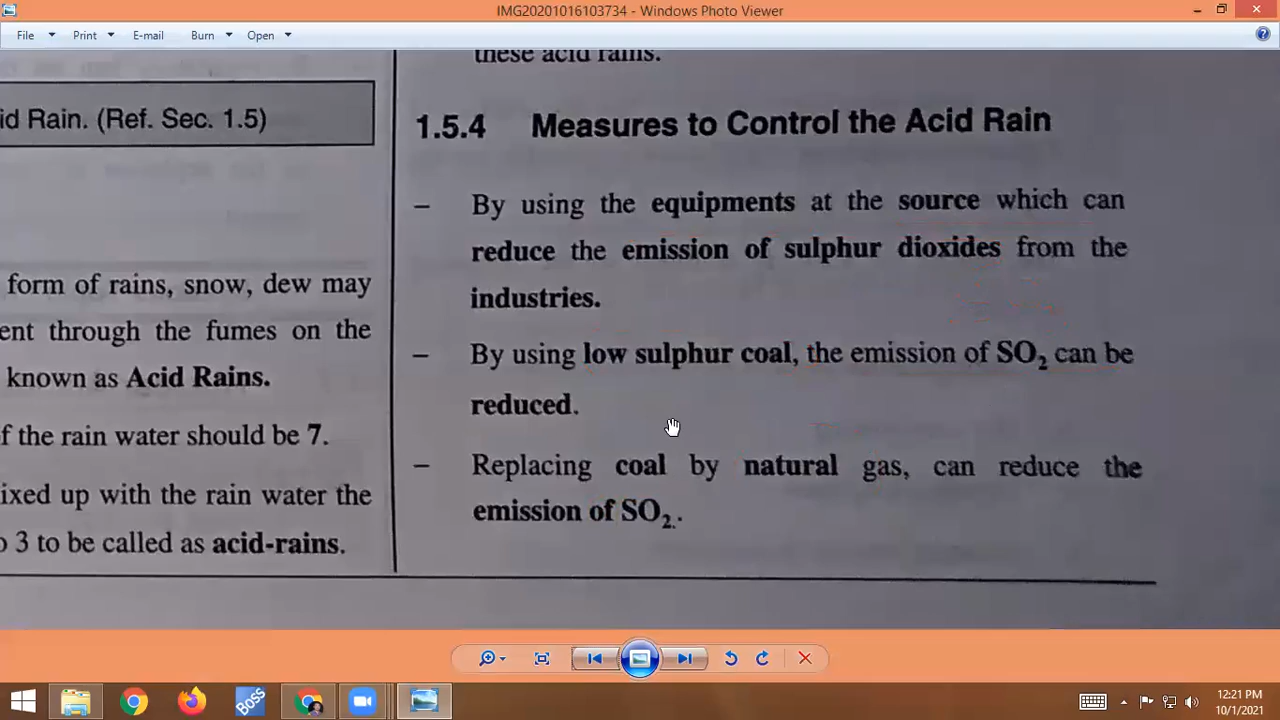 IMG20201016103734 - Windows Photo Viewer
File Print E-mail Burn Open
these acid rains.
id Rain. (Ref. Sec. 1.5)
form of rains, snow, dew may
ent through the fumes on the
known as Acid Rains.
f the rain water should be 7.
ixed up with the rain water the
o 3 to be called as acid-rains.
1.5.4 Measures to Control the Acid Rain
– By using the equipments at the source which can
reduce the emission of sulphur dioxides from the
industries.
– By using low sulphur coal, the emission of SO₂ can be
reduced.
– Replacing coal by natural gas, can reduce the
emission of SO₂.
BOSS
12:21 PM
10/1/2021